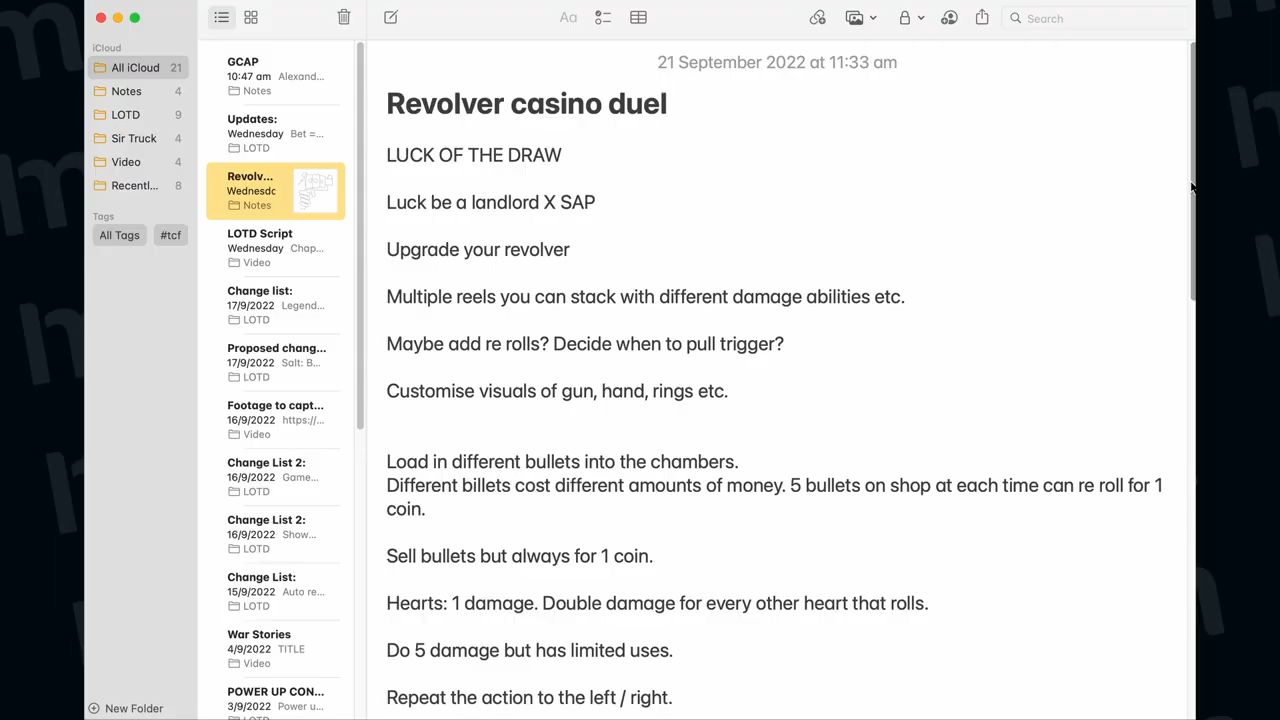 Aa
Search
iCloud
All iCloud 21
Notes 4
LOTD 9
Sir Truck 4
Video 4
Recentl... 8
Tags
All Tags #tcf
New Folder
GCAP
10:47 am Alexand...
Notes
Updates:
Wednesday Bet =...
LOTD
Revolv...
Wednesdc
Notes
LOTD Script
Wednesday Chap...
Video
Change list:
17/9/2022 Legend...
LOTD
Proposed chang...
17/9/2022 Salt: B...
LOTD
Footage to capt...
16/9/2022 https://...
Video
Change List 2:
16/9/2022 Game...
LOTD
Change List 2:
16/9/2022 Show...
LOTD
Change List:
15/9/2022 Auto re...
LOTD
War Stories
4/9/2022 TITLE
Video
POWER UP CON...
3/9/2022 Power u...
LOTD
21 September 2022 at 11:33 am
Revolver casino duel
LUCK OF THE DRAW
Luck be a landlord X SAP
Upgrade your revolver
Multiple reels you can stack with different damage abilities etc.
Maybe add re rolls? Decide when to pull trigger?
Customise visuals of gun, hand, rings etc.
Load in different bullets into the chambers.
Different billets cost different amounts of money. 5 bullets on shop at each time can re roll for 1
coin.
Sell bullets but always for 1 coin.
Hearts: 1 damage. Double damage for every other heart that rolls.
Do 5 damage but has limited uses.
Repeat the action to the left / right.